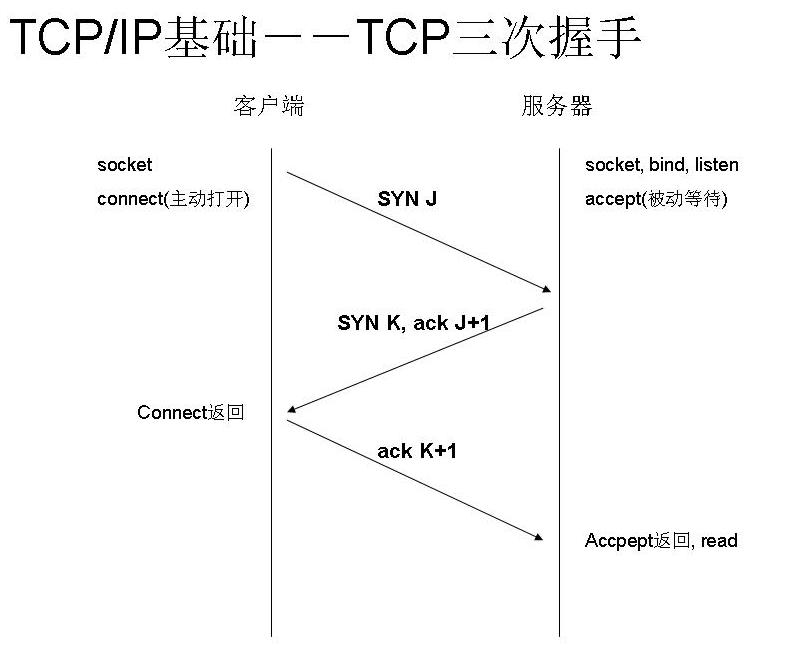 TCP/IP基础－－TCP三次握手
客户端
服务器
socket
socket, bind, listen
connect(主动打开)
SYN J
accept(被动等待)
SYN K, ack J+1
Connect返回
ack K+1
Accpept返回, read